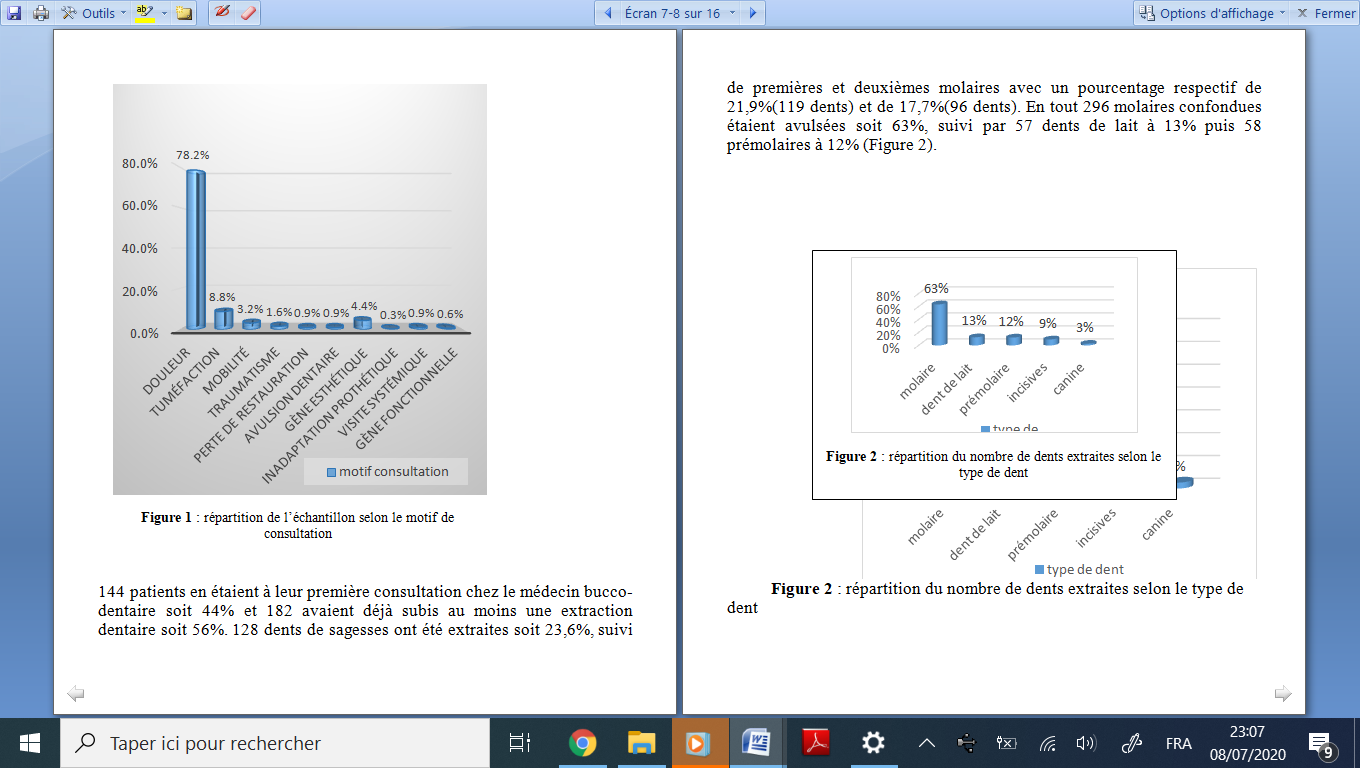 Outils
Écran 7-8 sur 16
Options d'affichage
Fermer
78.2%
80.0%
60.0%
40.0%
20.0%
0.0%
8.8%
3.2%
1.6%
0.9%
0.9%
4.4%
0.3%
0.9%
0.6%
DOULEUR
TUMÉFACTION
MOBILITÉ
TRAUMATISME
PERTE DE RESTAURATION
AVULSION DENTAIRE
GÈNE ESTHÉTIQUE
INADAPTATION PROTHÉTIQUE
VISITE SYSTÉMIQUE
GÈNE FONCTIONNELLE
motif consultation
Figure 1 : répartition de l'échantillon selon le motif de
consultation
144 patients en étaient à leur première consultation chez le médecin bucco-
dentaire soit 44% et 182 avaient déjà subis au moins une extraction
dentaire soit 56%. 128 dents de sagesses ont été extraites soit 23,6%, suivi
de premières et deuxièmes molaires avec un pourcentage respectif de
21,9%(119 dents) et de 17,7%(96 dents). En tout 296 molaires confondues
étaient avulsées soit 63%, suivi par 57 dents de lait à 13% puis 58
prémolaires à 12% (Figure 2).
63%
80%
60%
40%
20%
0%
13%
12%
9%
3%
molaire
dent de lait
prémolaire
incisives
canine
type de
Figure 2 : répartition du nombre de dents extraites selon le
type de dent
%
molaire
dent de lait
prémolaire
incisives
canine
type de dent
Figure 2 : répartition du nombre de dents extraites selon le type de
dent
Taper ici pour rechercher
FRA
23:07
08/07/2020
9